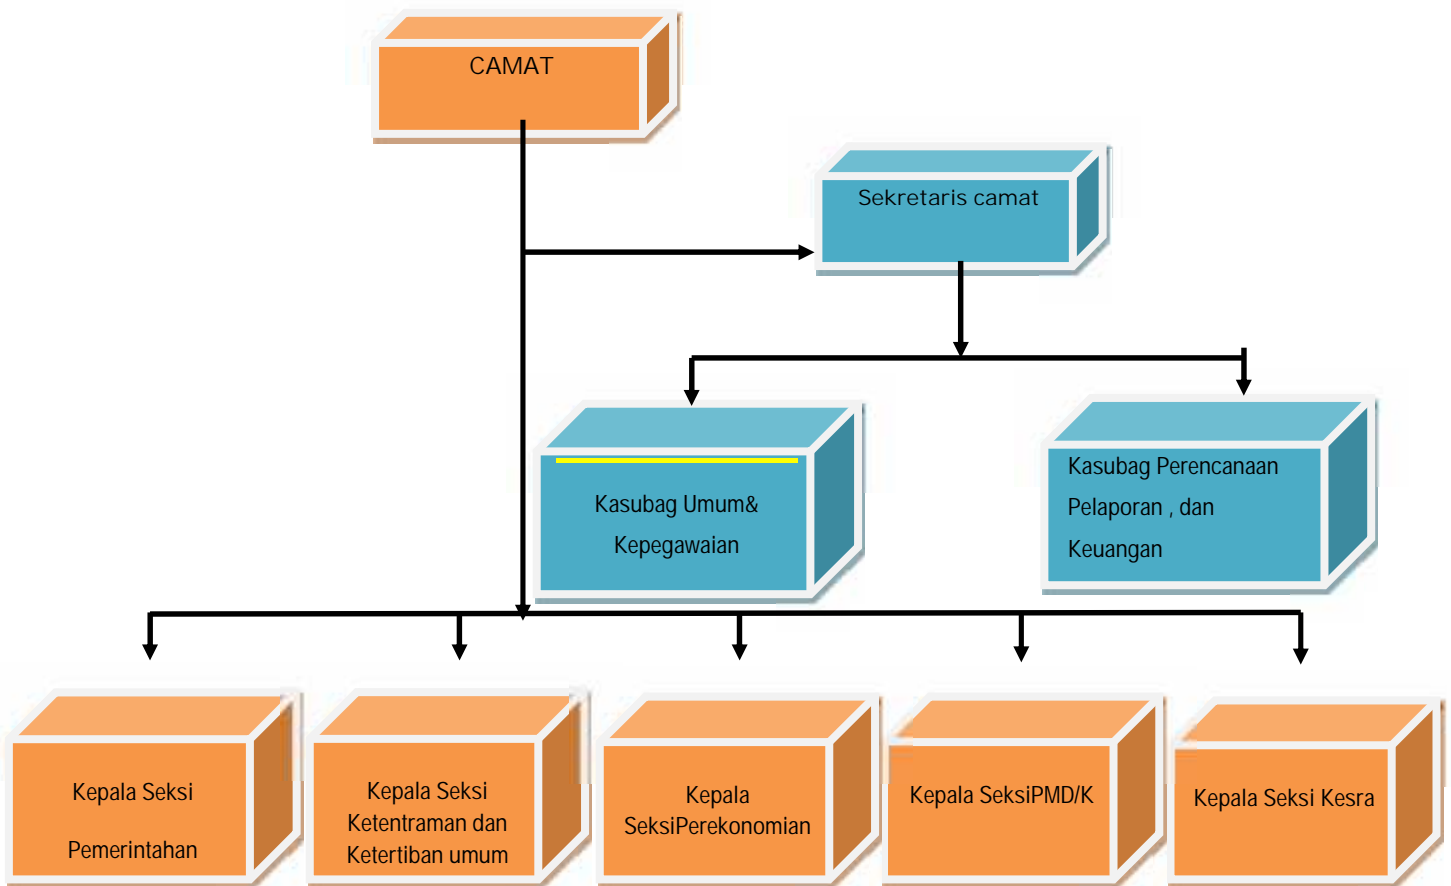 CAMAT
Sekretaris camat
Kasubag Umum&
Kepegawaian
Kasubag Perencanaan
Pelaporan , dan
Keuangan
Kepala Seksi
Pemerintahan
Kepala Seksi
Ketentraman dan
Ketertiban umum
Kepala
SeksiPerekonomian
Kepala SeksiPMD/K
Kepala Seksi Kesra